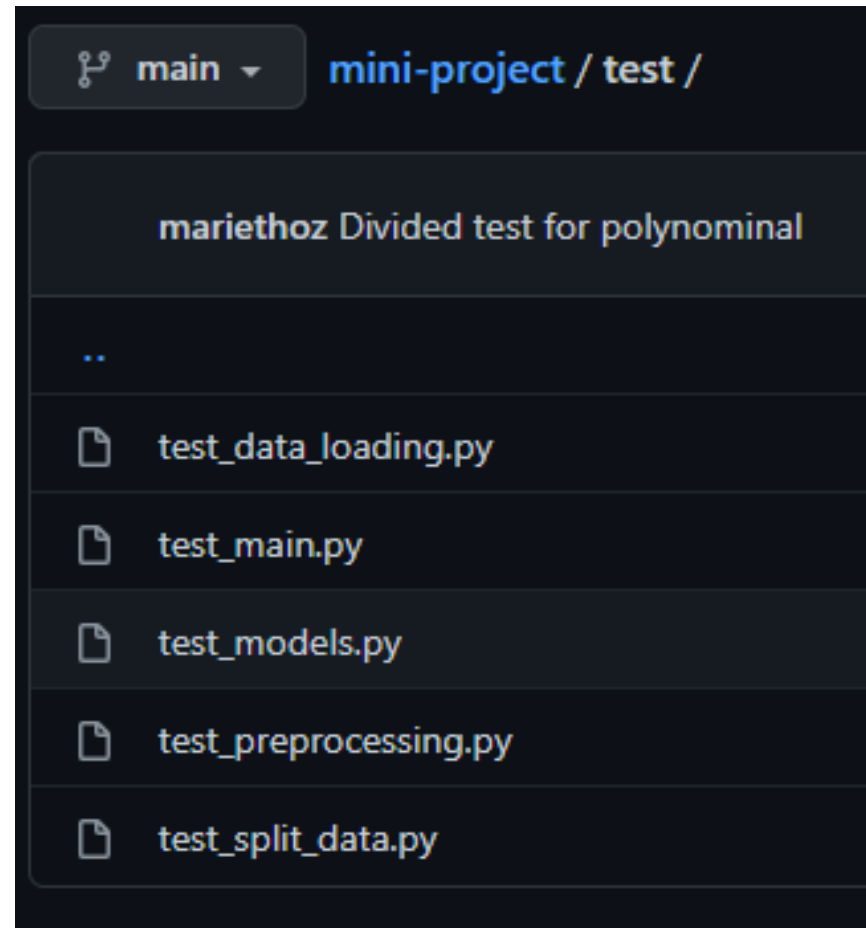 main mini-project / test /
mariethoz Divided test for polynominal
..
test_data_loading.py
test_main.py
test_models.py
test_preprocessing.py
test_split_data.py